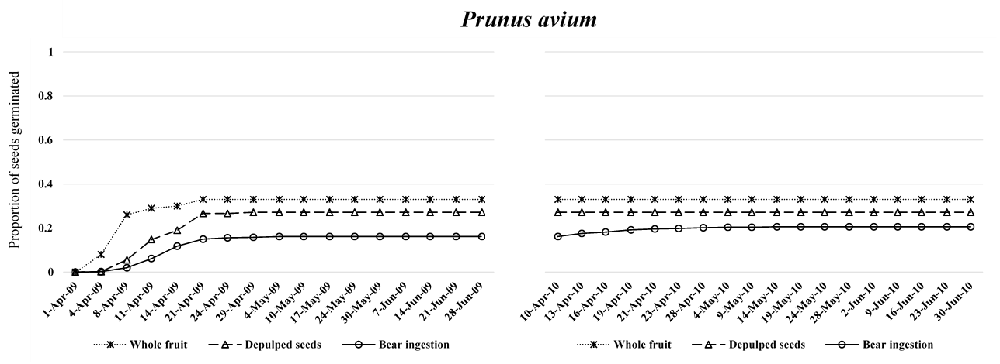 Prunus avium
Proportion of seeds germinated
1
0.8
0.6
0.4
0.2
0
1-Apr-09
4-Apr-09
8-Apr-09
11-Apr-09
14-Apr-09
21-Apr-09
24-Apr-09
29-Apr-09
4-May-09
10-May-09
17-May-09
24-May-09
30-May-09
7-Jun-09
14-Jun-09
21-Jun-09
28-Jun-09
10-Apr-10
13-Apr-10
16-Apr-10
19-Apr-10
21-Apr-10
23-Apr-10
28-Apr-10
4-May-10
9-May-10
14-May-10
19-May-10
24-May-10
28-May-10
2-Jun-10
9-Jun-10
16-Jun-10
23-Jun-10
30-Jun-10
Whole fruit Depulped seeds Bear ingestion
Whole fruit Depulped seeds Bear ingestion